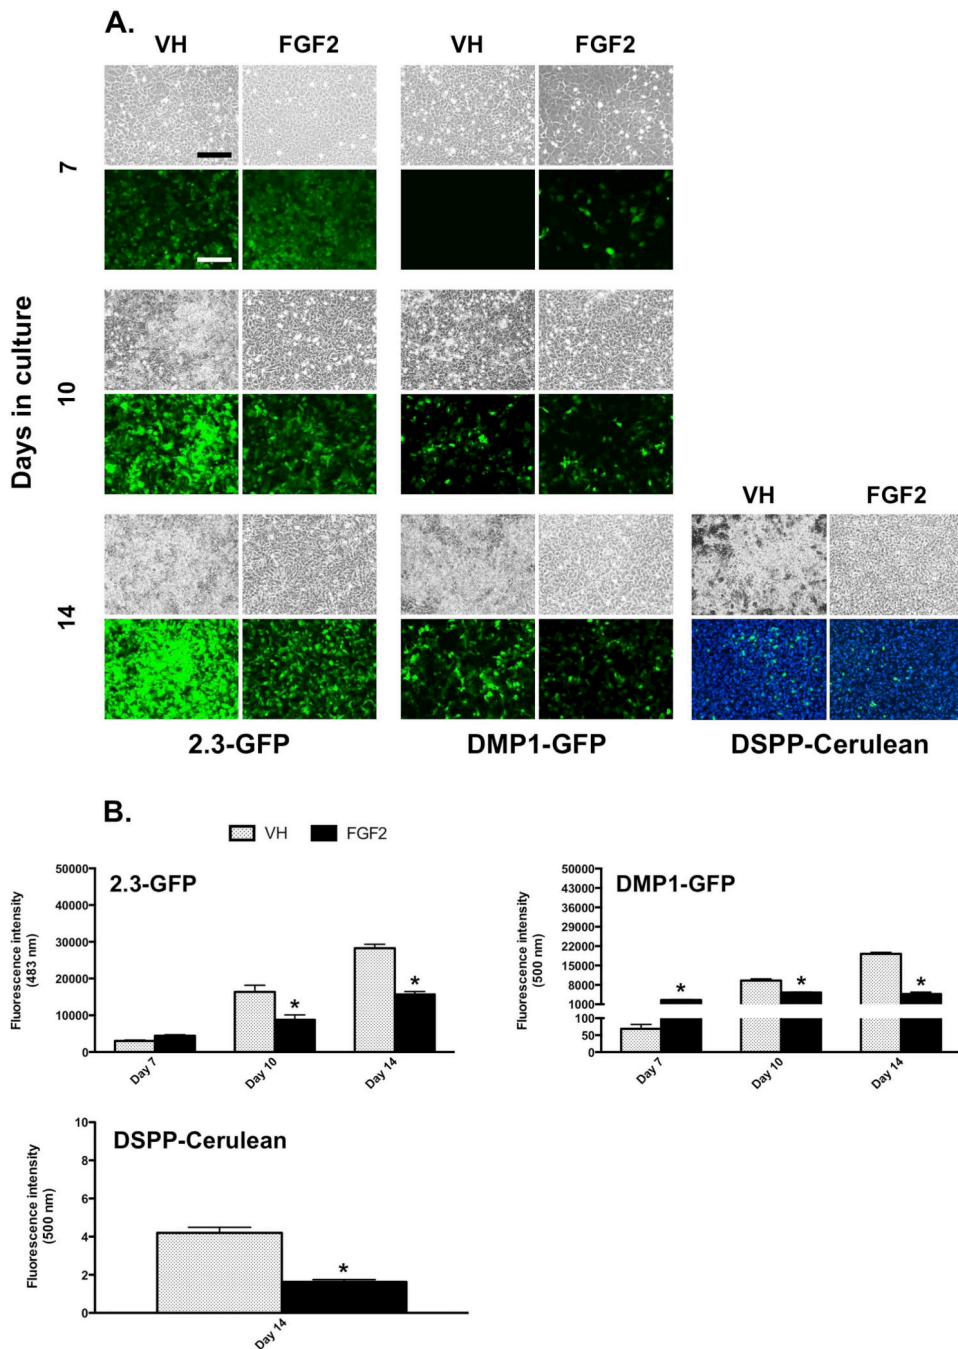 A.
VH FGF2 VH FGF2
Days in culture
7
10
14
VH FGF2
2.3-GFP DMP1-GFP DSPP-Cerulean
B.
VH FGF2
2.3-GFP
Fluorescence intensity
(483 nm)
50000
40000
30000
20000
10000
0
Day 7 Day 10 Day 14
* *
DMP1-GFP
Fluorescence intensity
(500 nm)
50000
43000
36000
29000
22000
15000
8000
1000
100
50
0
Day 7 Day 10 Day 14
* * *
DSPP-Cerulean
Fluorescence intensity
(500 nm)
10
8
6
4
2
0
Day 14
*